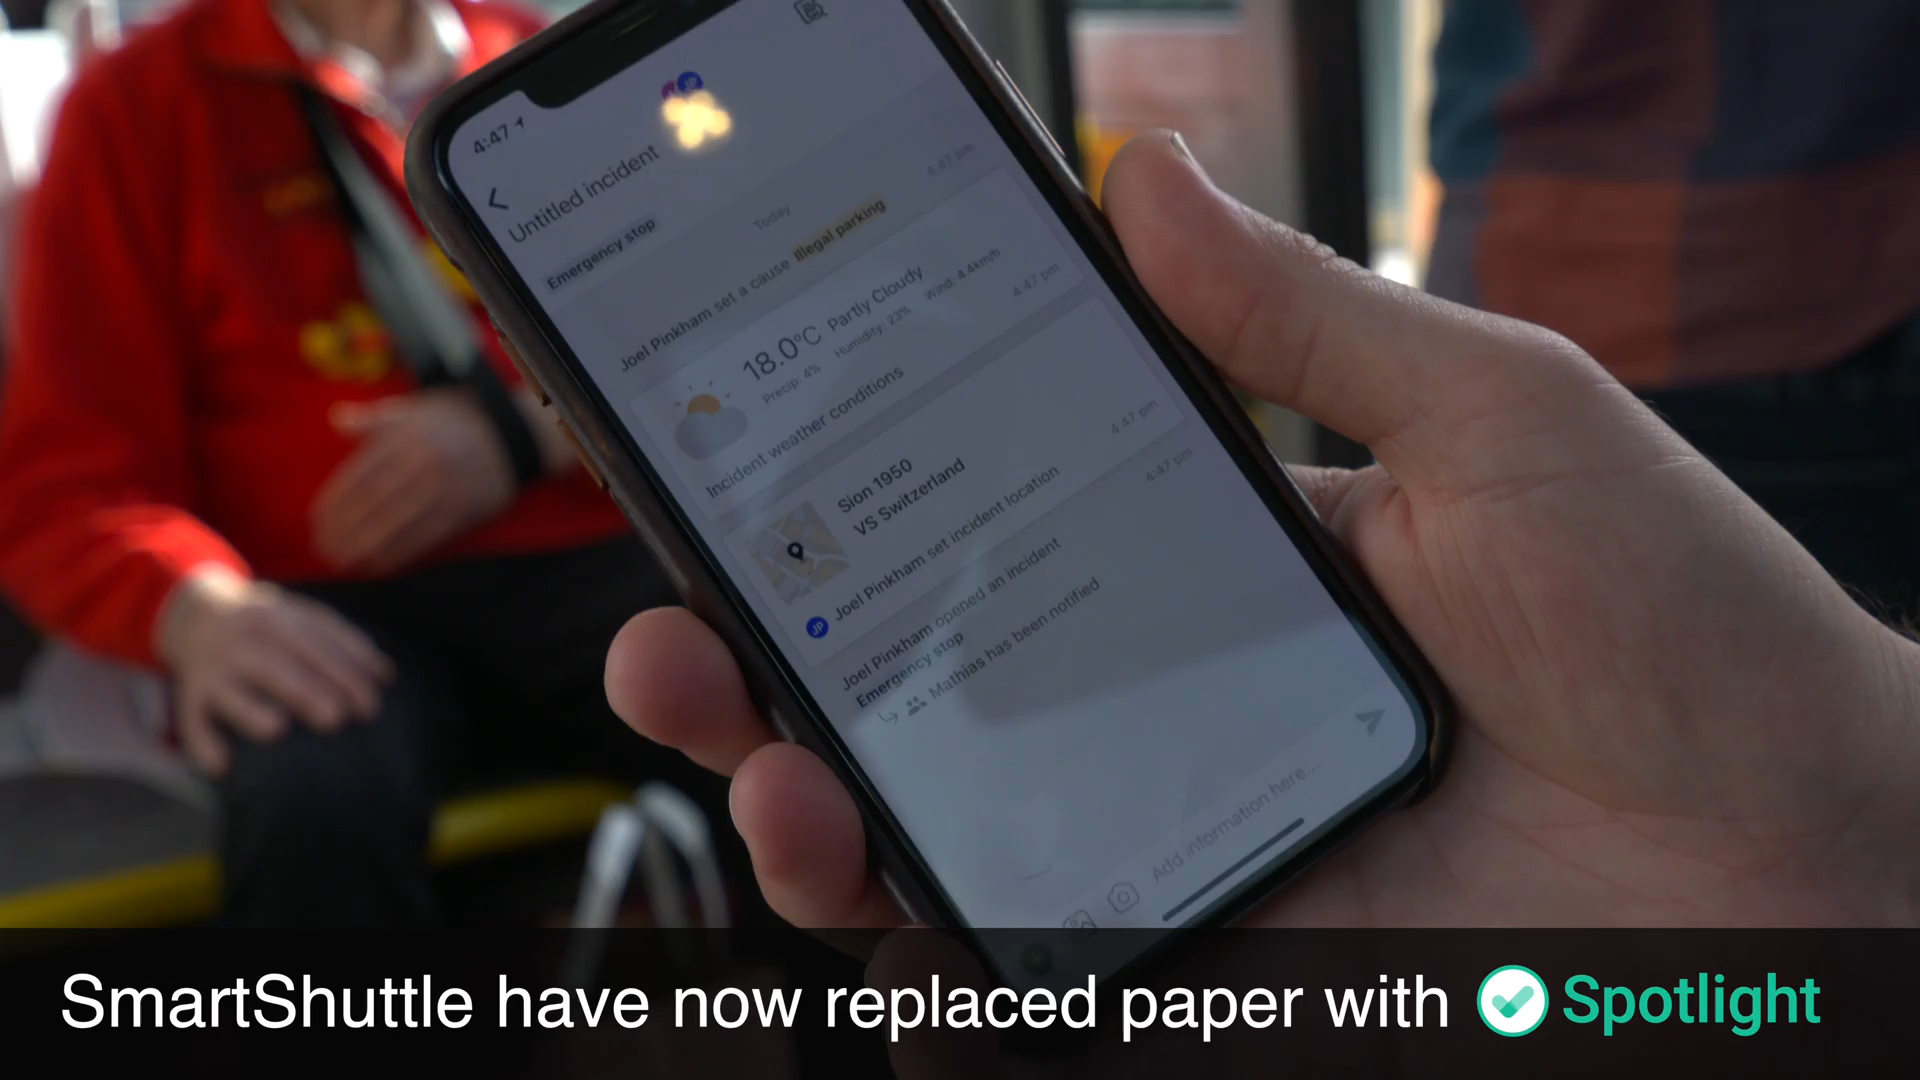 4:47
Untitled incident
Emergency stop
4:47 pm
Today
Joel Pinkham set a cause Illegal parking
18.0°C Partly Cloudy
Precip: 4% Humidity: 23% Wind: 4.4km/h
Incident weather conditions
4:47 pm
Sion 1950
VS Switzerland
JP Joel Pinkham set incident location
4:47 pm
Joel Pinkham opened an incident
4:47 pm
Emergency stop
Mathias has been notified
Add information here...
SmartShuttle have now replaced paper with Spotlight